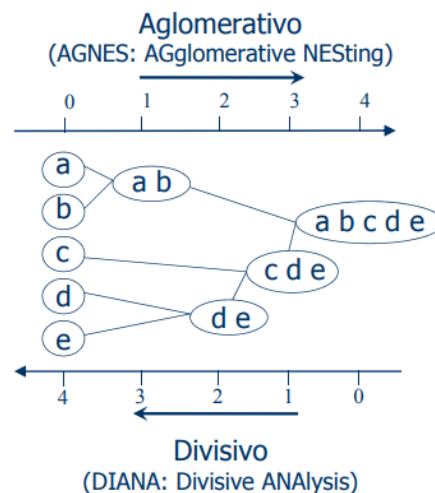 Aglomerativo
(AGNES: AGglomerative NESting)
0 1 2 3 4
a
a b
b
a b c d e
c
c d e
d
d e
e
4 3 2 1 0
Divisivo
(DIANA: Divisive ANAlysis)